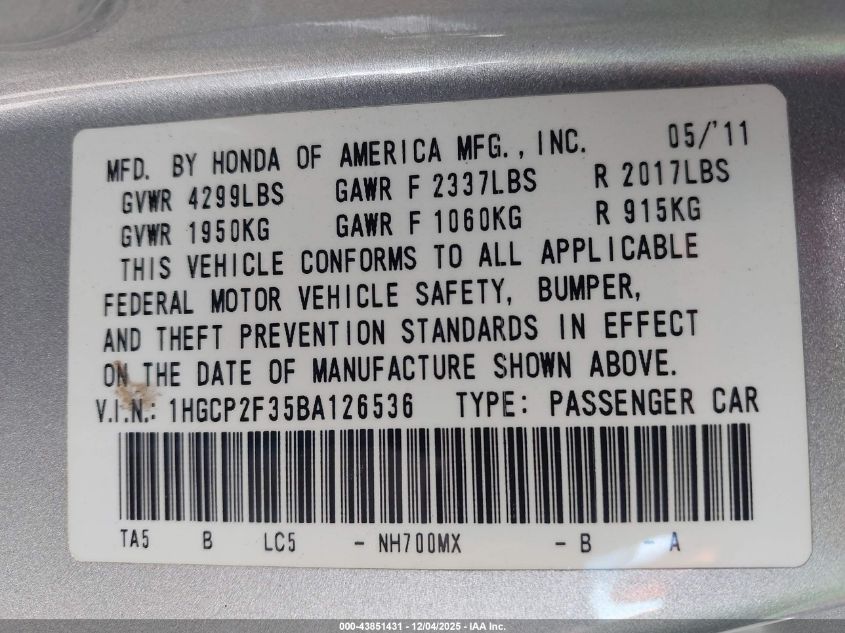 MFD. BY HONDA OF AMERICA MFG., INC. 05/'11
GVWR 4299LBS GAWR F 2337LBS R 2017LBS
GVWR 1950KG GAWR F 1060KG R 915KG
THIS VEHICLE CONFORMS TO ALL APPLICABLE
FEDERAL MOTOR VEHICLE SAFETY, BUMPER,
AND THEFT PREVENTION STANDARDS IN EFFECT
ON THE DATE OF MANUFACTURE SHOWN ABOVE.
V.I.N.: 1HGCP2F35BA126536 TYPE: PASSENGER CAR
TA5 B LC5 - NH700MX - B - A
000-43851431 - 12/04/2025 - IAA Inc.